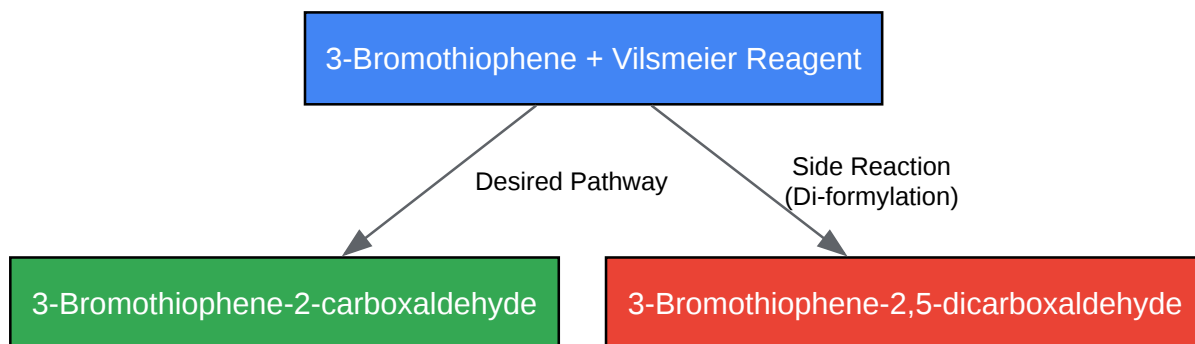 3-Bromothiophene + Vilsmeier Reagent
Desired Pathway
Side Reaction
(Di-formylation)
3-Bromothiophene-2-carboxaldehyde
3-Bromothiophene-2,5-dicarboxaldehyde